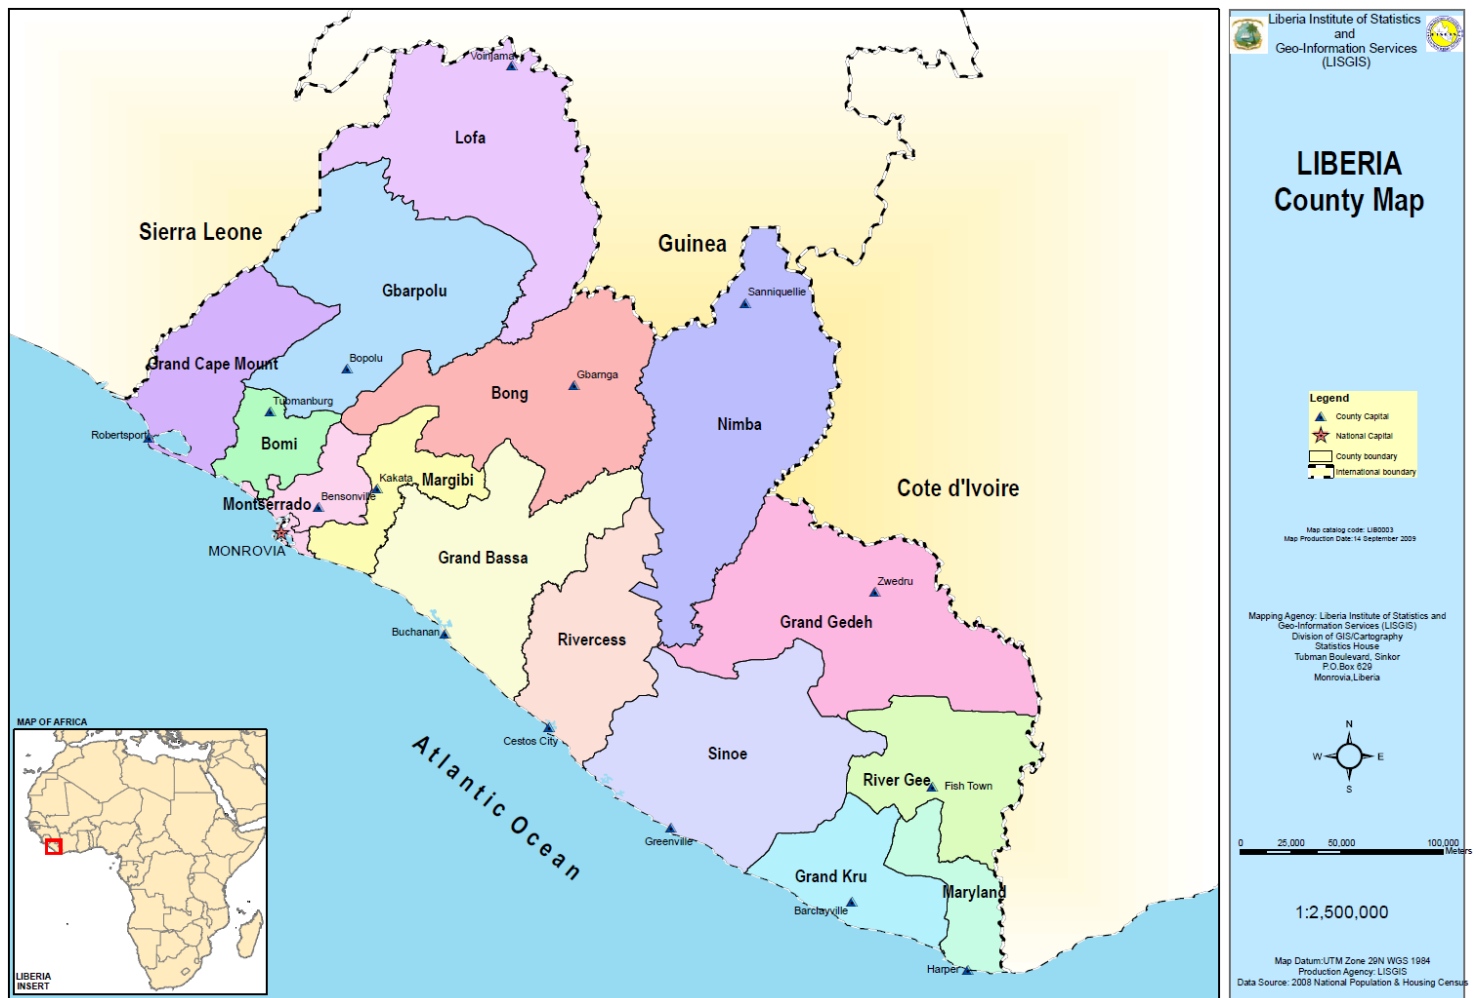 Liberia Institute of Statistics
and
Geo-Information Services
(LISGIS)
LIBERIA
County Map
Voinjama
Lofa
Sierra Leone
Guinea
Gbarpolu
Sanniquellie
Grand Cape Mount
Bopolu
Gbarnga
Bong
Tubmanburg
Nimba
Robertsport
Bomi
Kakata
Margibi
Cote d'Ivoire
Montserrado
Bensonville
MONROVIA
Grand Bassa
Zwedru
Buchanan
Rivercess
Grand Gedeh
Cestos City
Sinoe
River Gee
Fish Town
Atlantic Ocean
Greenville
Grand Kru
Maryland
Barclayville
Harper
MAP OF AFRICA
LIBERIA
INSERT
Legend
County Capital
National Capital
County boundary
International boundary
Map catalog code: LIB0003
Map Production Date:14 September 2009
Mapping Agency: Liberia Institute of Statistics and
Geo-Information Services (LISGIS)
Division of GIS/Cartography
Statistics House
Tubman Boulevard, Sinkor
P.O.Box 629
Monrovia,Liberia
N
W E
S
0 25,000 50,000 100,000
Meters
1:2,500,000
Map Datum:UTM Zone 29N WGS 1984
Production Agency: LISGIS
Data Source: 2008 National Population & Housing Census